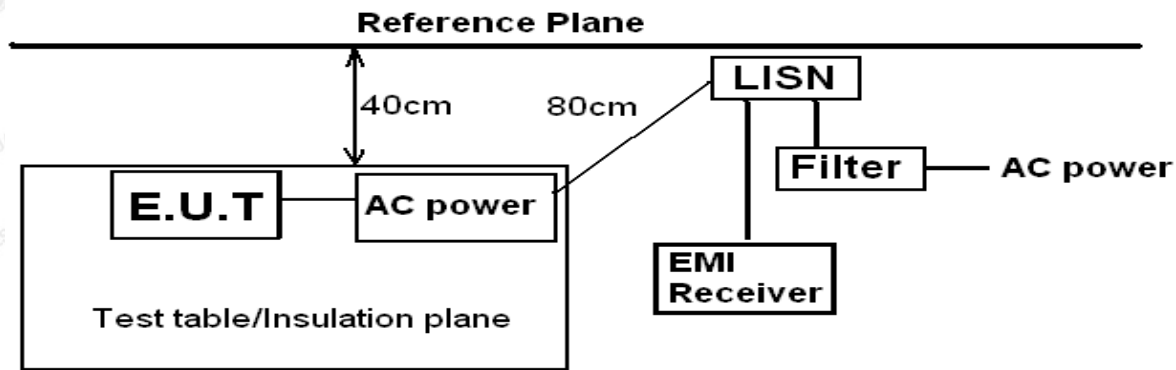 Reference Plane
LISN
40cm
80cm
Filter
AC power
E.U.T
AC power
EMI
Receiver
Test table/Insulation plane